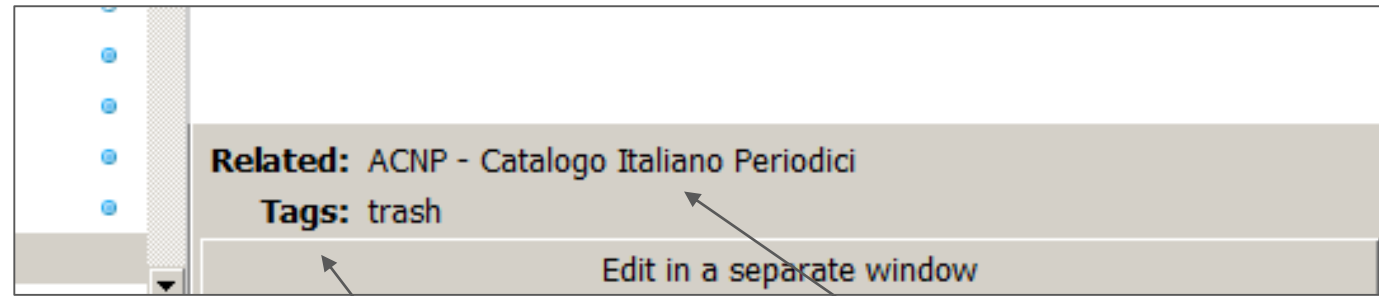 Related: ACNP - Catalogo Italiano Periodici
Tags: trash
Edit in a separate window